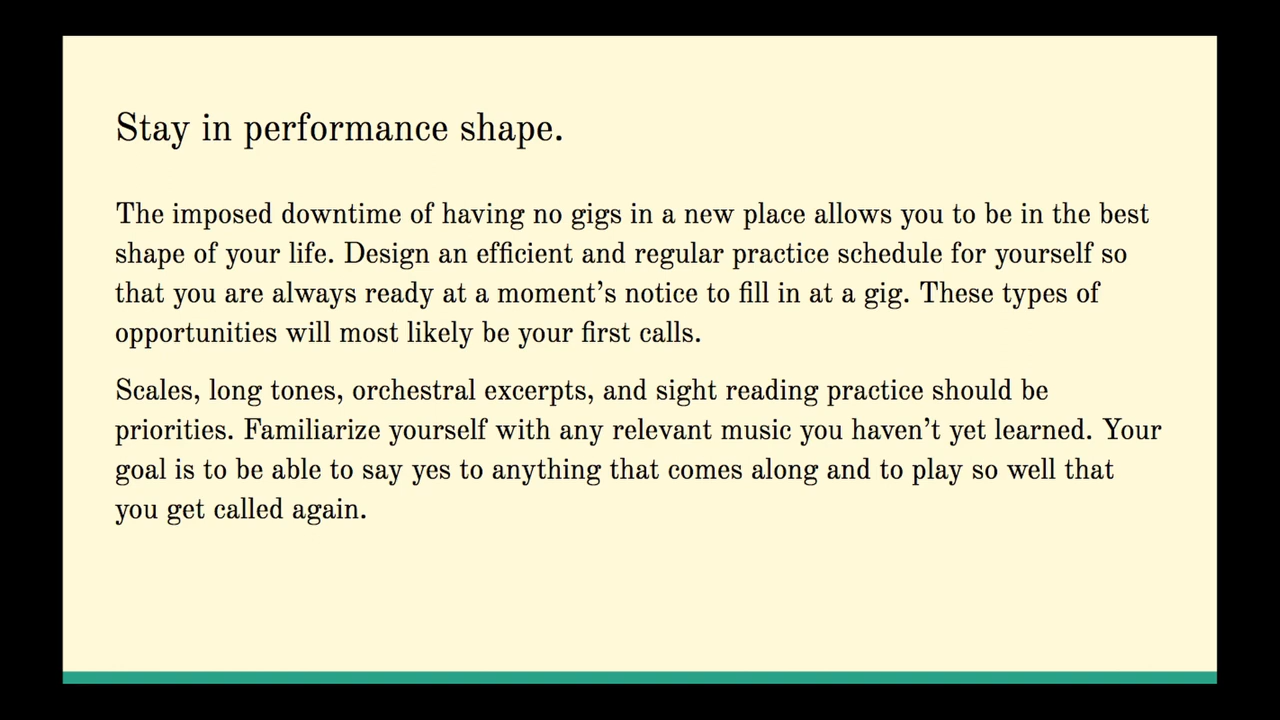 Stay in performance shape.
The imposed downtime of having no gigs in a new place allows you to be in the best
shape of your life. Design an efficient and regular practice schedule for yourself so
that you are always ready at a moment’s notice to fill in at a gig. These types of
opportunities will most likely be your first calls.
Scales, long tones, orchestral excerpts, and sight reading practice should be
priorities. Familiarize yourself with any relevant music you haven’t yet learned. Your
goal is to be able to say yes to anything that comes along and to play so well that
you get called again.